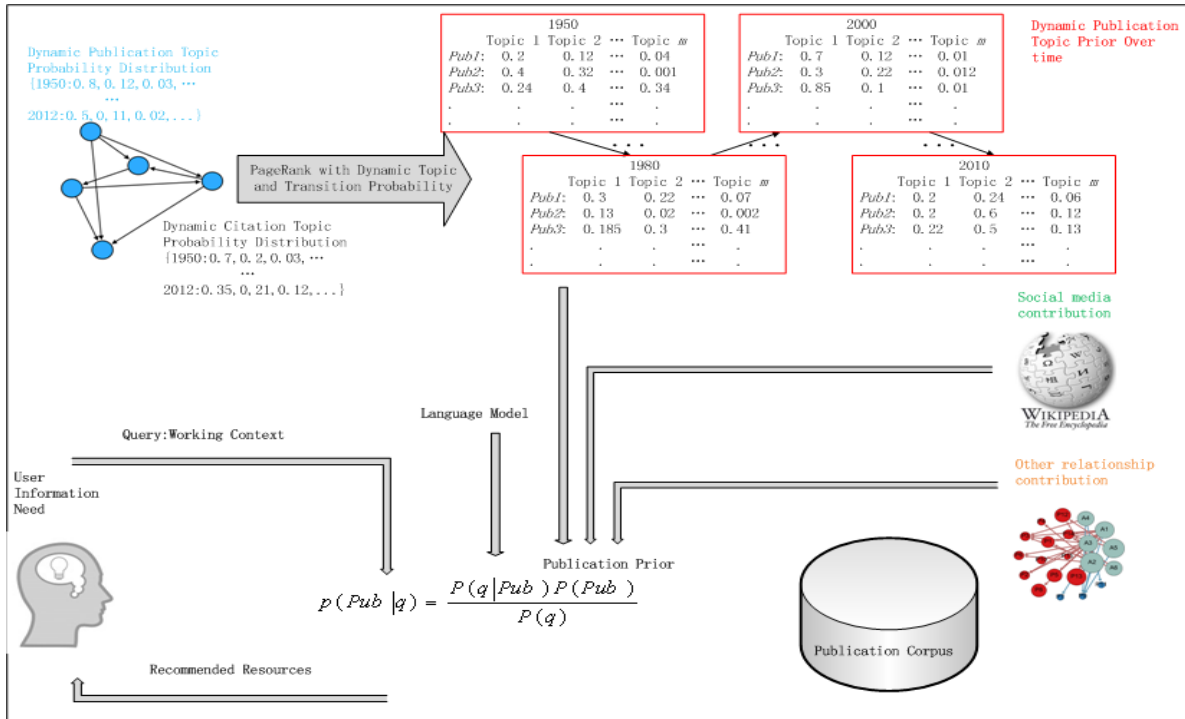 Dynamic Publication Topic
Probability Distribution
{1950:0.8, 0.12, 0.03, ⋯
⋯
2012:0.5, 0, 11, 0.02, ...}
PageRank with Dynamic Topic
and Transition Probability
Dynamic Citation Topic
Probability Distribution
{1950:0.7, 0.2, 0.03, ⋯
⋯
2012:0.35, 0, 21, 0.12, ...}
1950
Topic 1 Topic 2 ⋯ Topic m
Pub1: 0.2 0.12 ⋯ 0.04
Pub2: 0.4 0.32 ⋯ 0.001
Pub3: 0.24 0.4 ⋯ 0.34
. . ⋯ .
. . ⋯ .
2000
Topic 1 Topic 2 ⋯ Topic m
Pub1: 0.7 0.12 ⋯ 0.01
Pub2: 0.3 0.22 ⋯ 0.012
Pub3: 0.85 0.1 ⋯ 0.01
. . ⋯ .
. . ⋯ .
Dynamic Publication
Topic Prior Over
time
...
...
1980
Topic 1 Topic 2 ⋯ Topic m
Pub1: 0.3 0.22 ⋯ 0.07
Pub2: 0.13 0.02 ⋯ 0.002
Pub3: 0.185 0.3 ⋯ 0.41
. . ⋯ .
. . ⋯ .
2010
Topic 1 Topic 2 ⋯ Topic m
Pub1: 0.2 0.24 ⋯ 0.06
Pub2: 0.2 0.6 ⋯ 0.12
Pub3: 0.22 0.5 ⋯ 0.13
. . ⋯ .
. . ⋯ .
Social media
contribution
WIKIPEDIA
The Free Encyclopedia
Language Model
Query:Working Context
User
Information
Need
Other relationship
contribution
A4
A1
A3
A5
A2
Publication Prior
p(Pub|q) = P(q|Pub)P(Pub) / P(q)
Publication Corpus
Recommended Resources